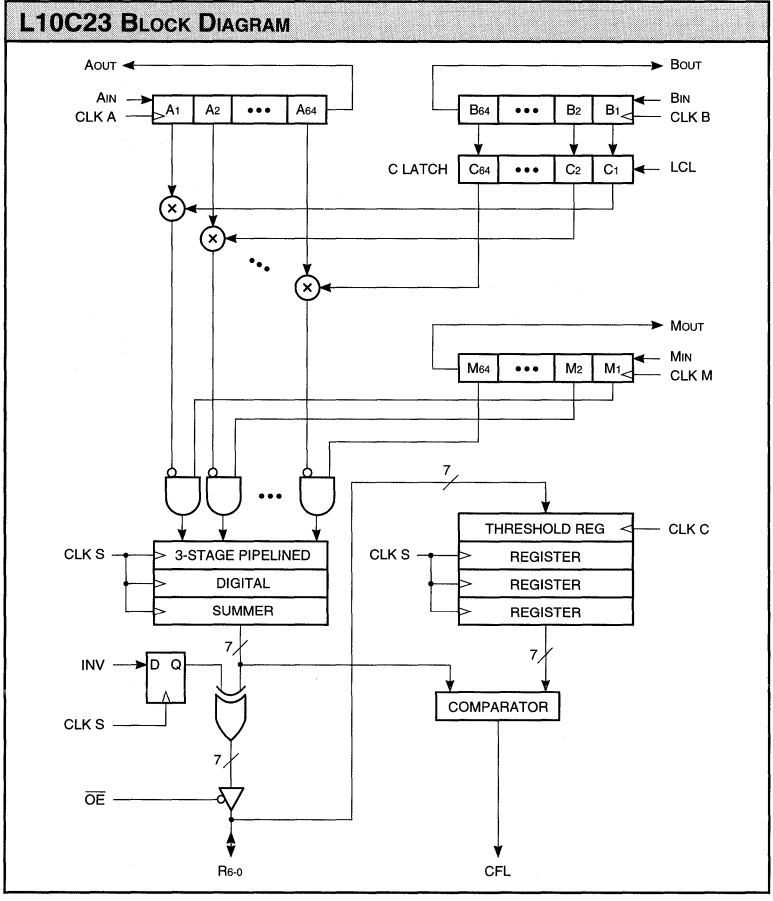 L10C23 BLOCK DIAGRAM
AOUT
BOUT
AIN
A1 A2 ••• A64
CLK A
B64 ••• B2 B1
BIN
CLK B
C LATCH
C64 ••• C2 C1
LCL
×
×
×
MOUT
M64 ••• M2 M1
MIN
CLK M
7
CLK S
3-STAGE PIPELINED
DIGITAL
SUMMER
THRESHOLD REG
CLK C
CLK S
REGISTER
REGISTER
REGISTER
7
7
INV
D Q
CLK S
COMPARATOR
7
OE
R6-0
CFL